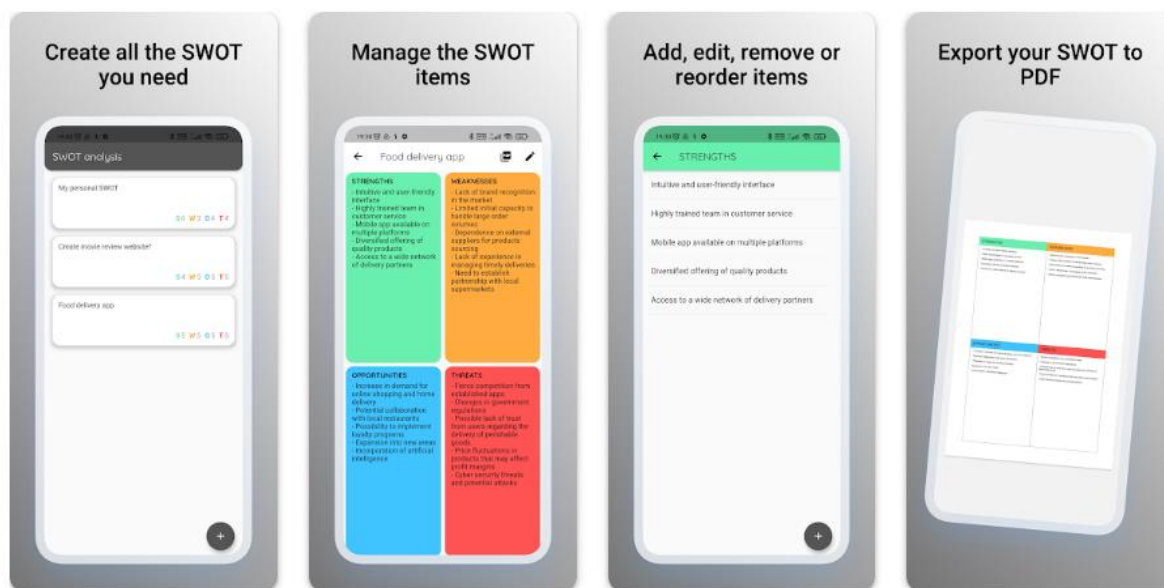 Create all the SWOT
you need
SWOT analysis
My personal SWOT
Create movie review website?
Food delivery app
Manage the SWOT
items
Food delivery app
STRENGTHS
- Intuitive and user-friendly
interface
- Highly trained team in
customer service
- Mobile app available on
multiple platforms
- Diversified offering of
quality products
- Access to a wide network
of delivery partners
WEAKNESSES
- Lack of brand recognition
in the market
- Limited initial capacity to
handle large order
volumes
- Dependence on external
suppliers for products
sourcing
- Lack of experience in
managing timely deliveries
- Need to establish
partnership with local
supermarkets
OPPORTUNITIES
- Increase in demand for
online shopping and home
delivery
- Potential collaboration
with local restaurants
- Possibility to implement
loyalty programs
- Expansion into new areas
- Incorporation of artificial
intelligence
THREATS
- Fierce competition from
established apps
- Changes in government
regulations
- Possible lack of trust
from users regarding the
delivery of perishable
goods
- Price fluctuations in
products that may affect
profit margins
- Cyber security threats
and potential attacks
Add, edit, remove or
reorder items
STRENGTHS
Intuitive and user-friendly interface
Highly trained team in customer service
Mobile app available on multiple platforms
Diversified offering of quality products
Access to a wide network of delivery partners
Export your SWOT to
PDF